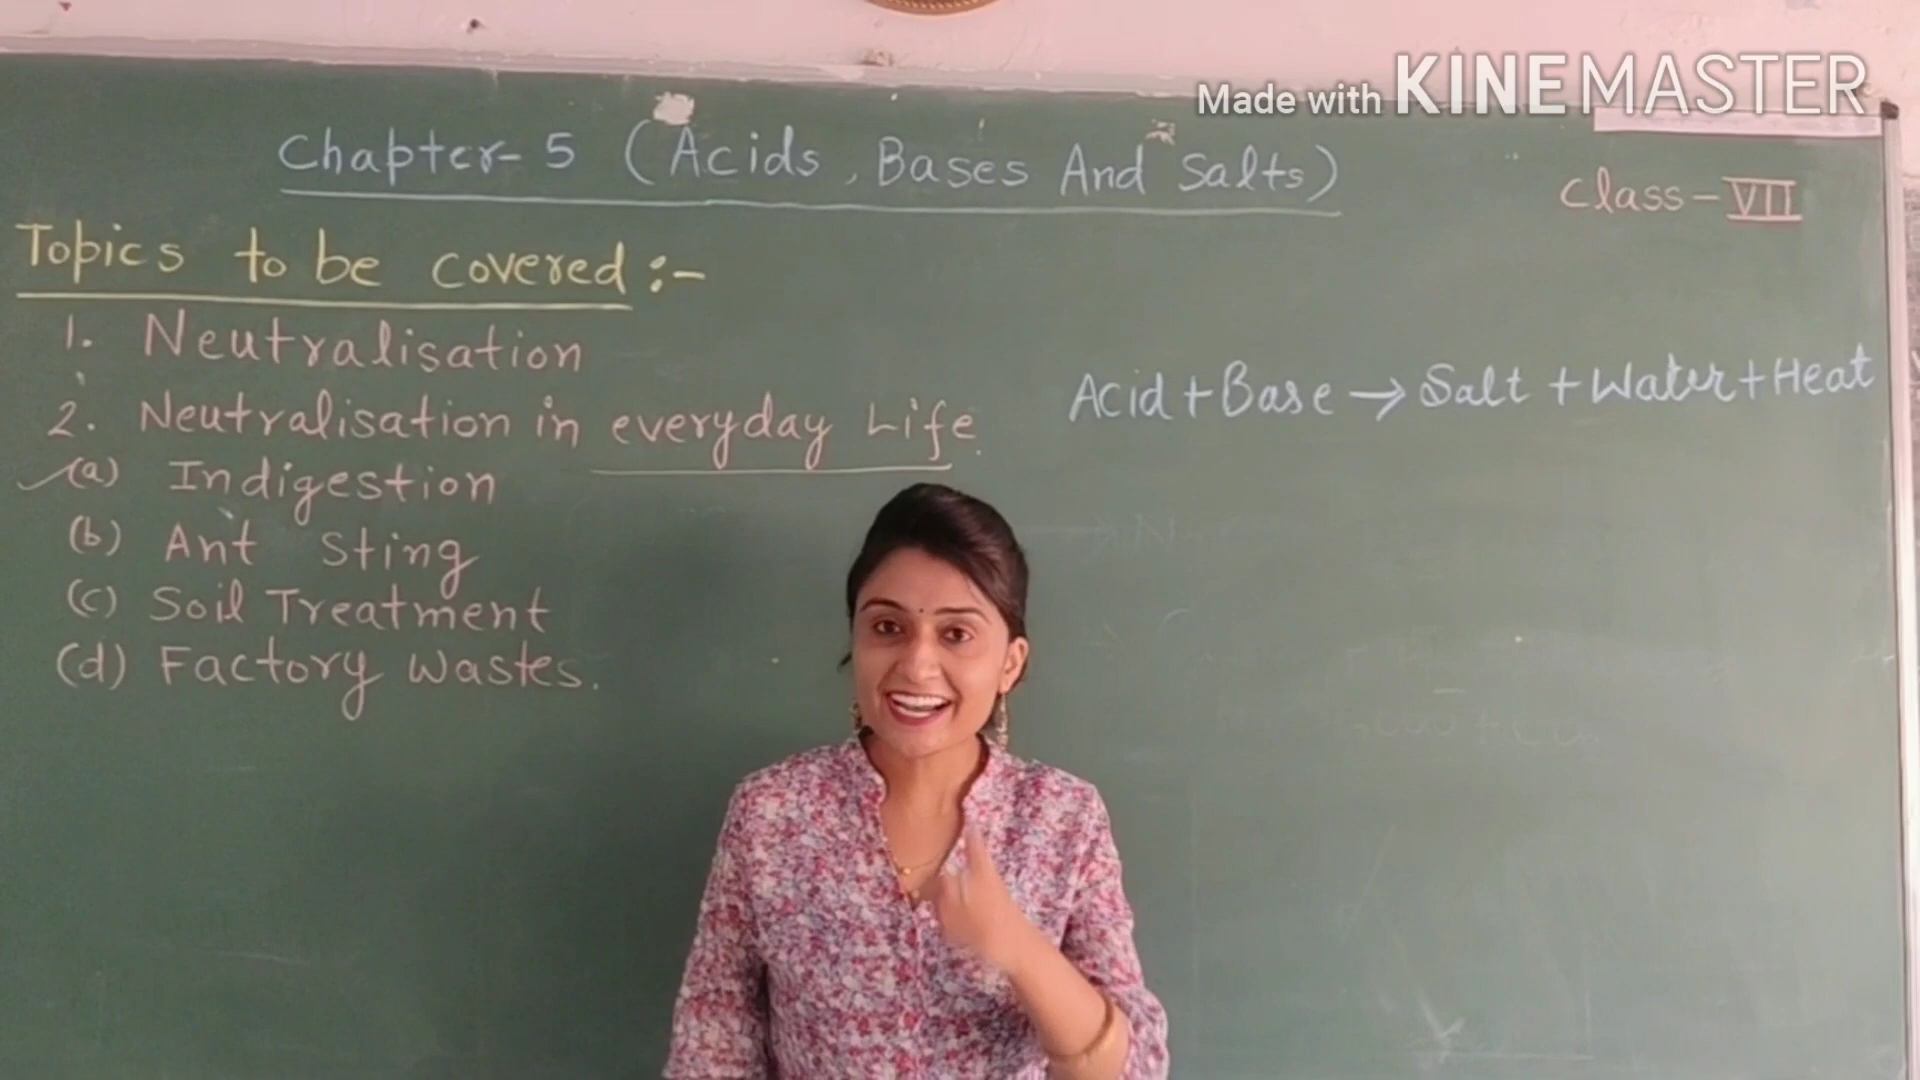 Made with KINEMASTER
Chapter-5 (Acids, Bases And Salts)
Class-VII
Topics to be covered :-
1. Neutralisation
2. Neutralisation in everyday Life.
Acid + Base → Salt + Water + Heat
(a) Indigestion
(b) Ant Sting
(c) Soil Treatment
(d) Factory Wastes.